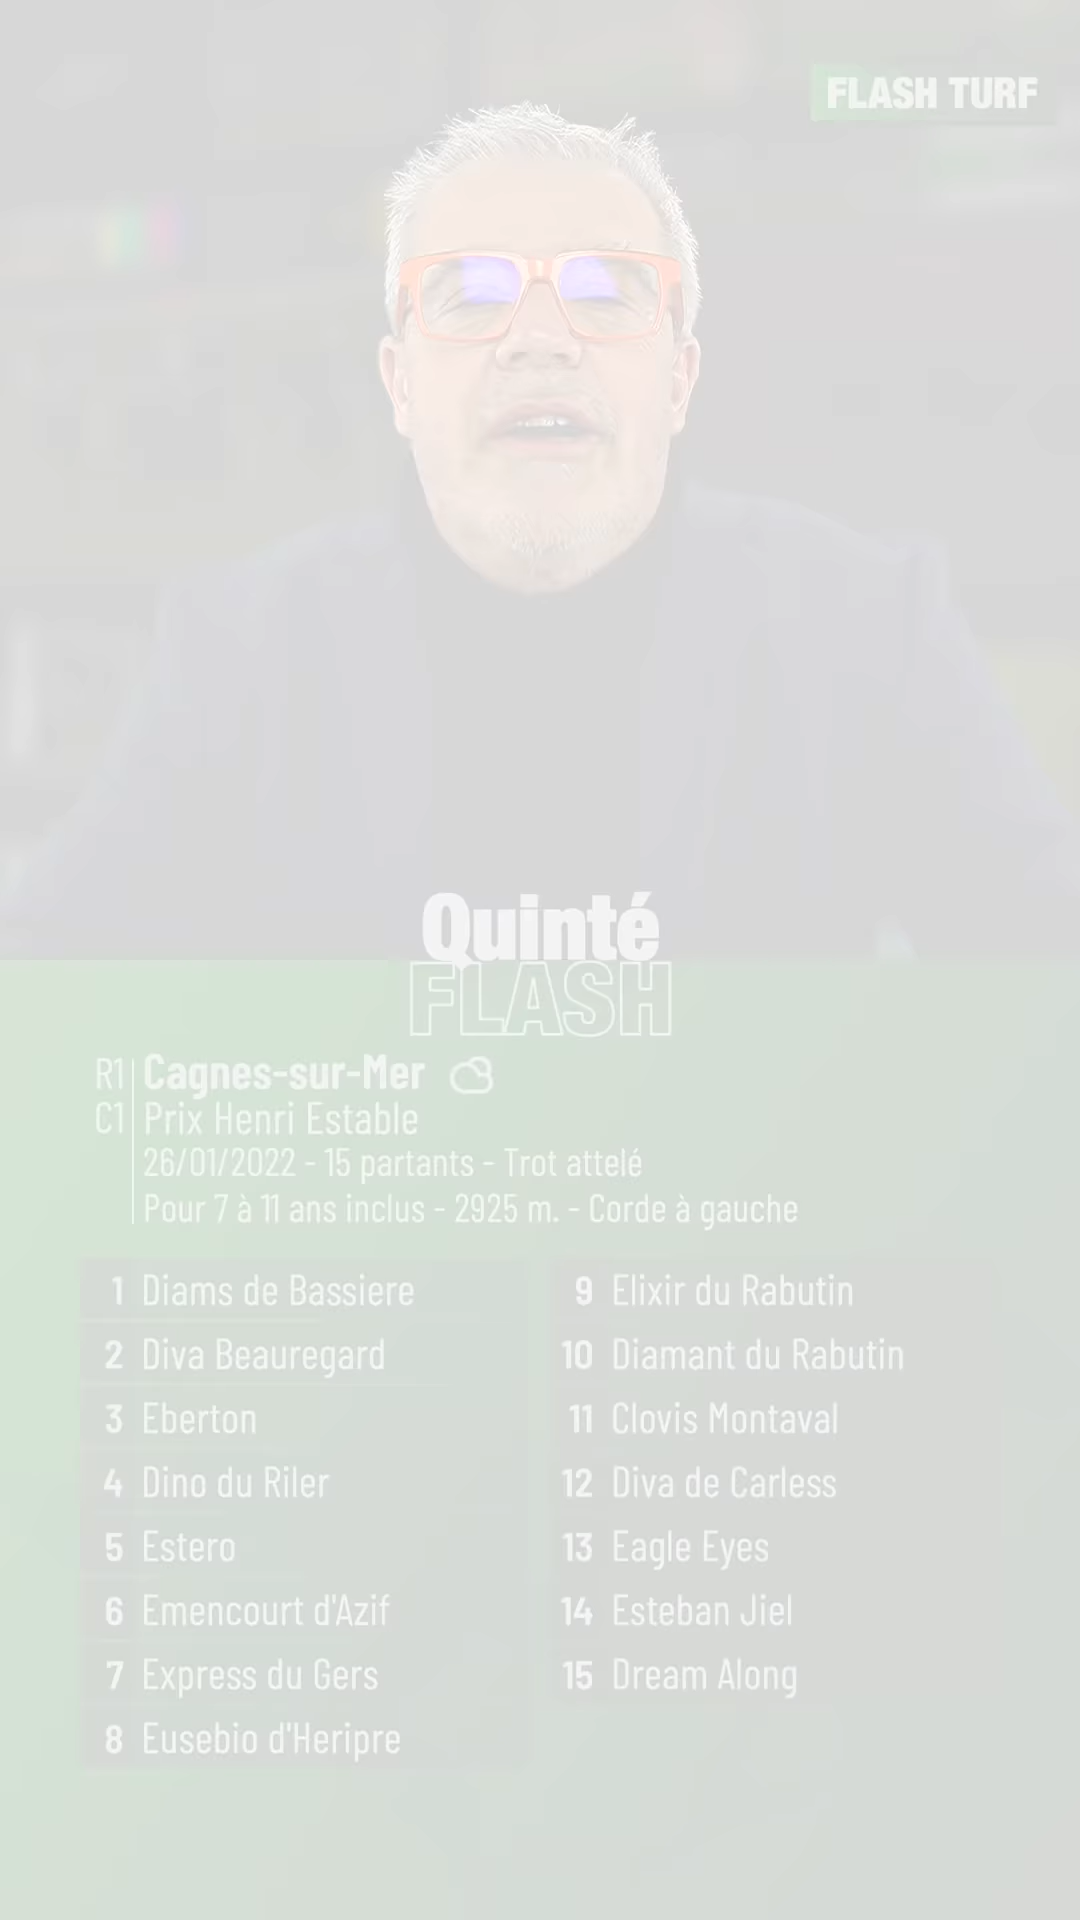 FLASH TURF
Quinté
FLASH
R1 Cagnes-sur-Mer
C1 Prix Henri Estable
26/01/2022 - 15 partants - Trot attelé
Pour 7 à 11 ans inclus - 2925 m. - Corde à gauche
1 Diams de Bassiere
2 Diva Beauregard
3 Eberton
4 Dino du Riler
5 Estero
6 Emencourt d'Azif
7 Express du Gers
8 Eusebio d'Heripre
9 Elixir du Rabutin
10 Diamant du Rabutin
11 Clovis Montaval
12 Diva de Carless
13 Eagle Eyes
14 Esteban Jiel
15 Dream Along